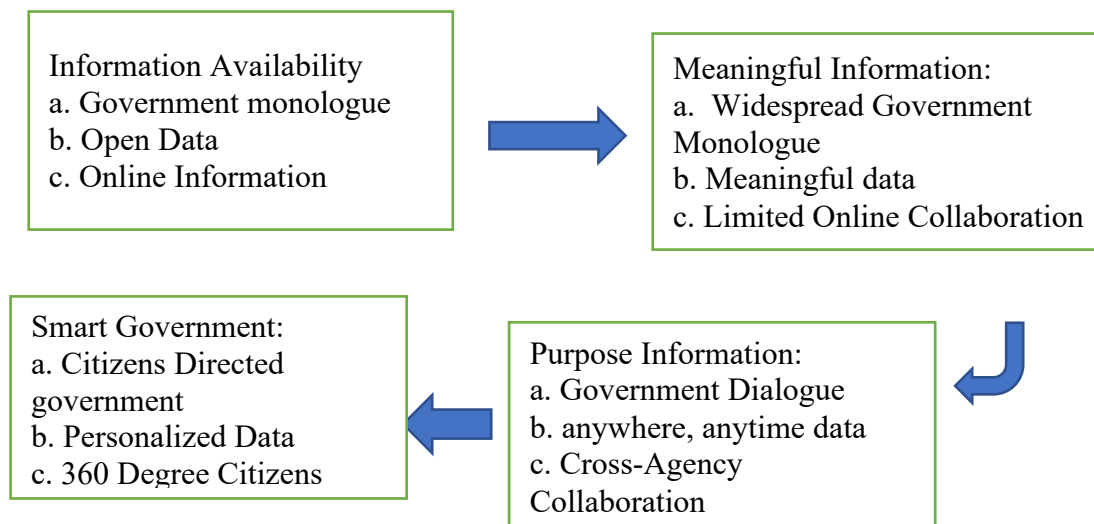 Information Availability
a. Government monologue
b. Open Data
c. Online Information
Meaningful Information:
a. Widespread Government
Monologue
b. Meaningful data
c. Limited Online Collaboration
Purpose Information:
a. Government Dialogue
b. anywhere, anytime data
c. Cross-Agency
Collaboration
Smart Government:
a. Citizens Directed
government
b. Personalized Data
c. 360 Degree Citizens